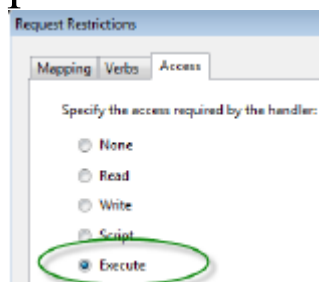 Request Restrictions
Mapping Verbs Access
Specify the access required by the handler:
None
Read
Write
Script
Execute